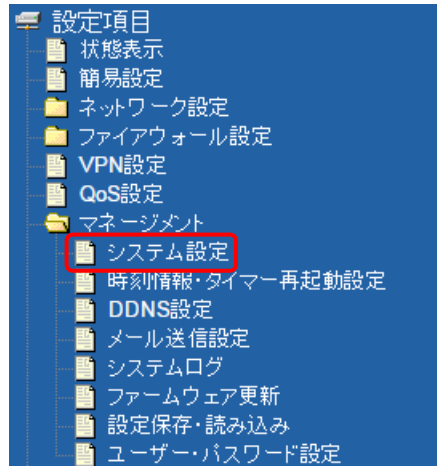 設定項目
状態表示
簡易設定
ネットワーク設定
ファイアウォール設定
VPN設定
QoS設定
マネージメント
システム設定
時刻情報・タイマー再起動設定
DDNS設定
メール送信設定
システムログ
ファームウェア更新
設定保存・読み込み
ユーザー・パスワード設定